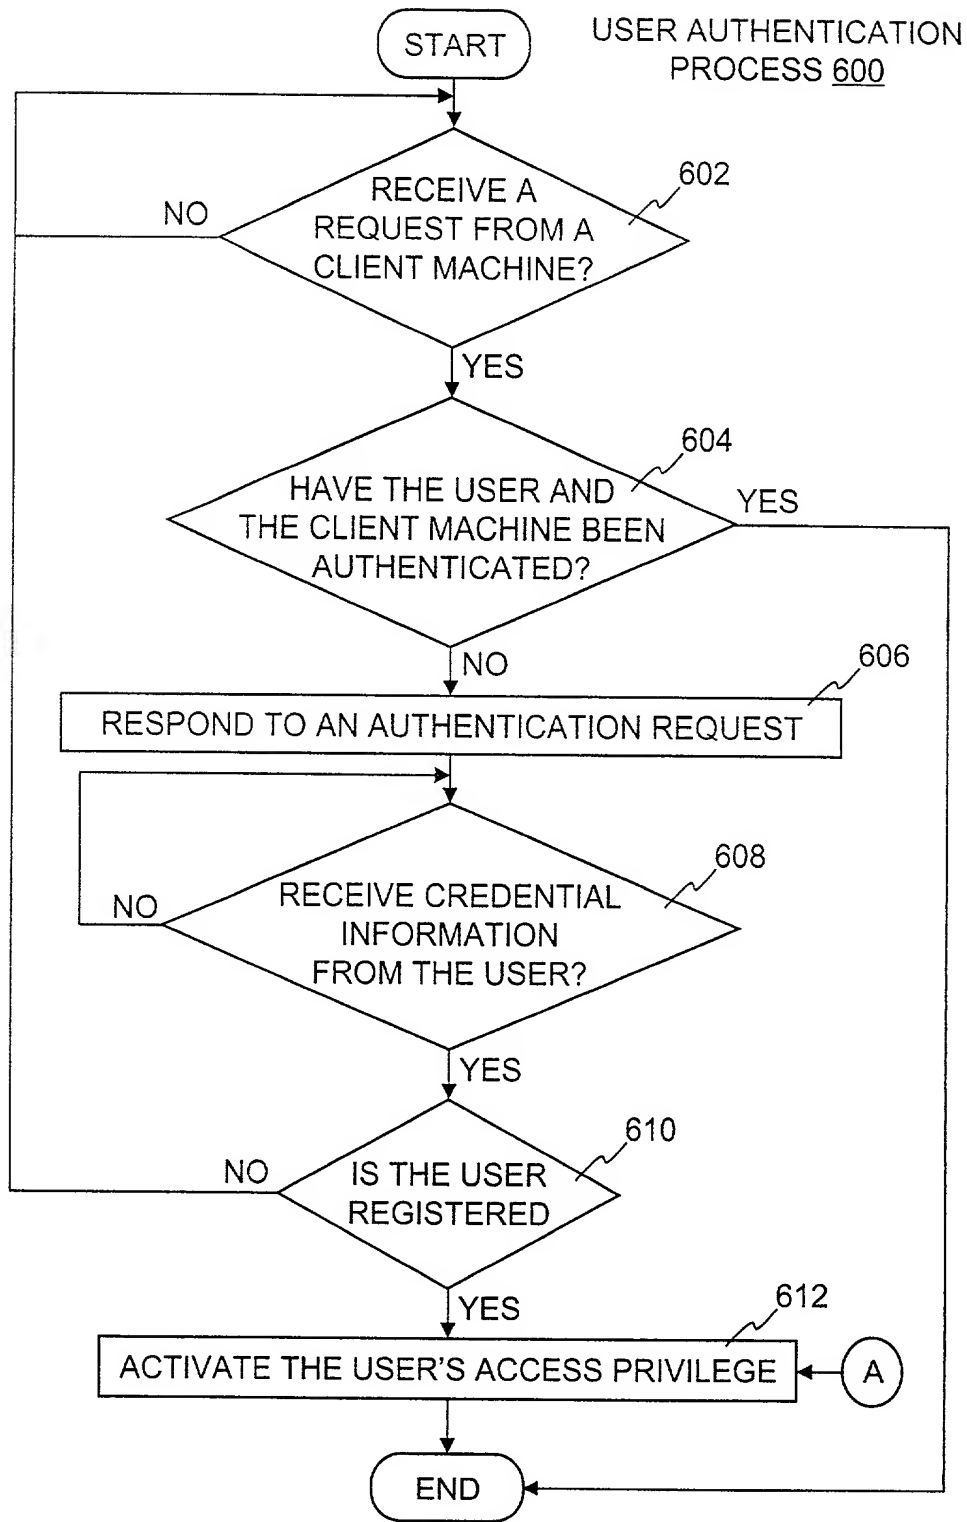 START
USER AUTHENTICATION
PROCESS 600
602
RECEIVE A
REQUEST FROM A
CLIENT MACHINE?
NO
YES
604
HAVE THE USER AND
THE CLIENT MACHINE BEEN
AUTHENTICATED?
YES
NO
606
RESPOND TO AN AUTHENTICATION REQUEST
608
RECEIVE CREDENTIAL
INFORMATION
FROM THE USER?
NO
YES
610
IS THE USER
REGISTERED
NO
YES
612
ACTIVATE THE USER'S ACCESS PRIVILEGE
A
END